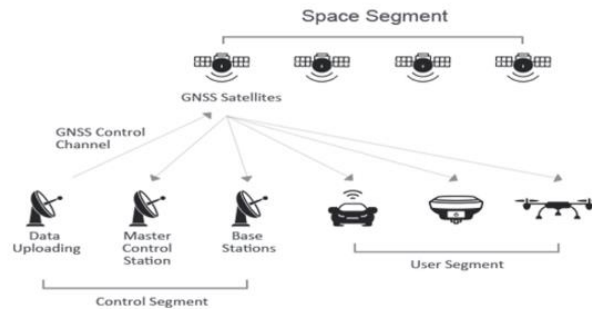 Space Segment
GNSS Satellites
GNSS Control
Channel
Data
Uploading
Master
Control
Station
Base
Stations
User Segment
Control Segment